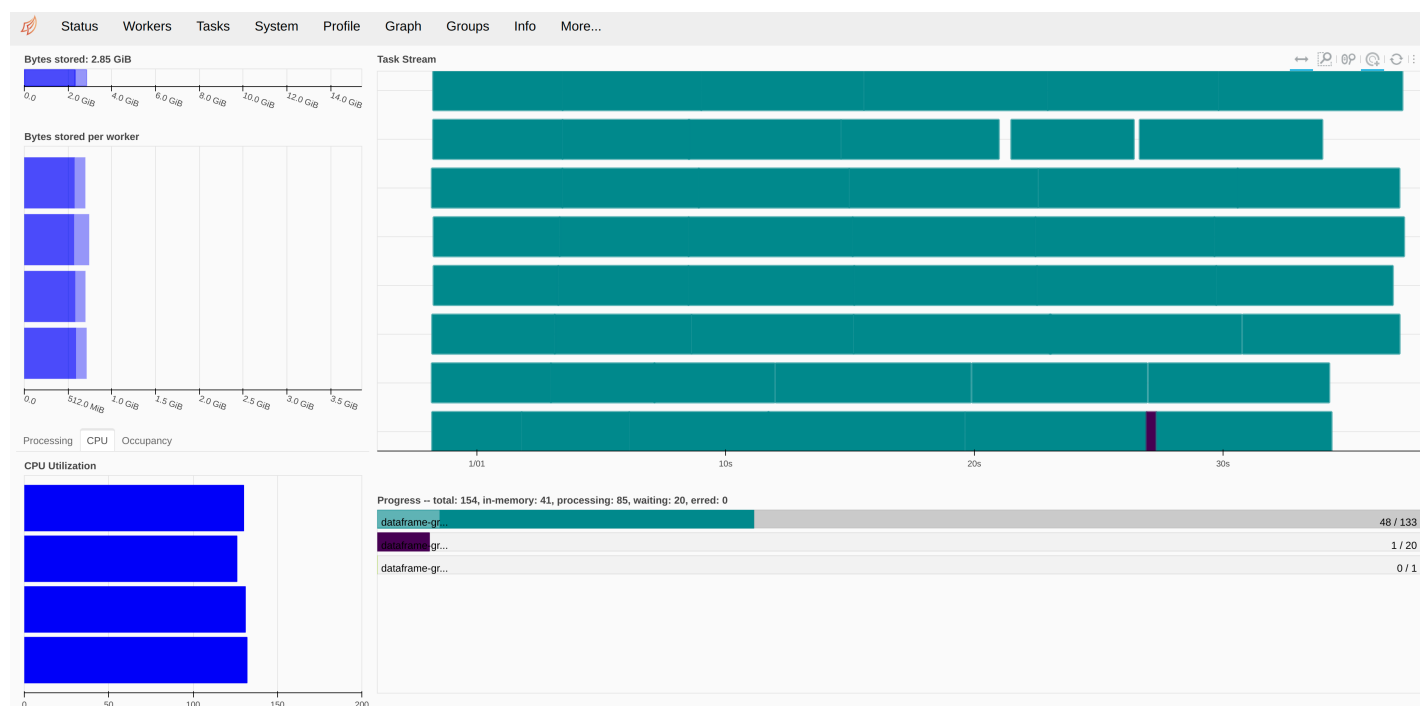 Status Workers Tasks System Profile Graph Groups Info More...
Bytes stored: 2.85 GiB
0.0 2.0 GiB 4.0 GiB 6.0 GiB 8.0 GiB 10.0 GiB 12.0 GiB 14.0 GiB
Bytes stored per worker
0.0 512.0 MiB 1.0 GiB 1.5 GiB 2.0 GiB 2.5 GiB 3.0 GiB 3.5 GiB
Processing CPU Occupancy
CPU Utilization
0 50 100 150 200
Task Stream
1/01 10s 20s 30s
Progress -- total: 154, in-memory: 41, processing: 85, waiting: 20, erred: 0
dataframe-gr... 48 / 133
dataframe-gr... 1 / 20
dataframe-gr... 0 / 1